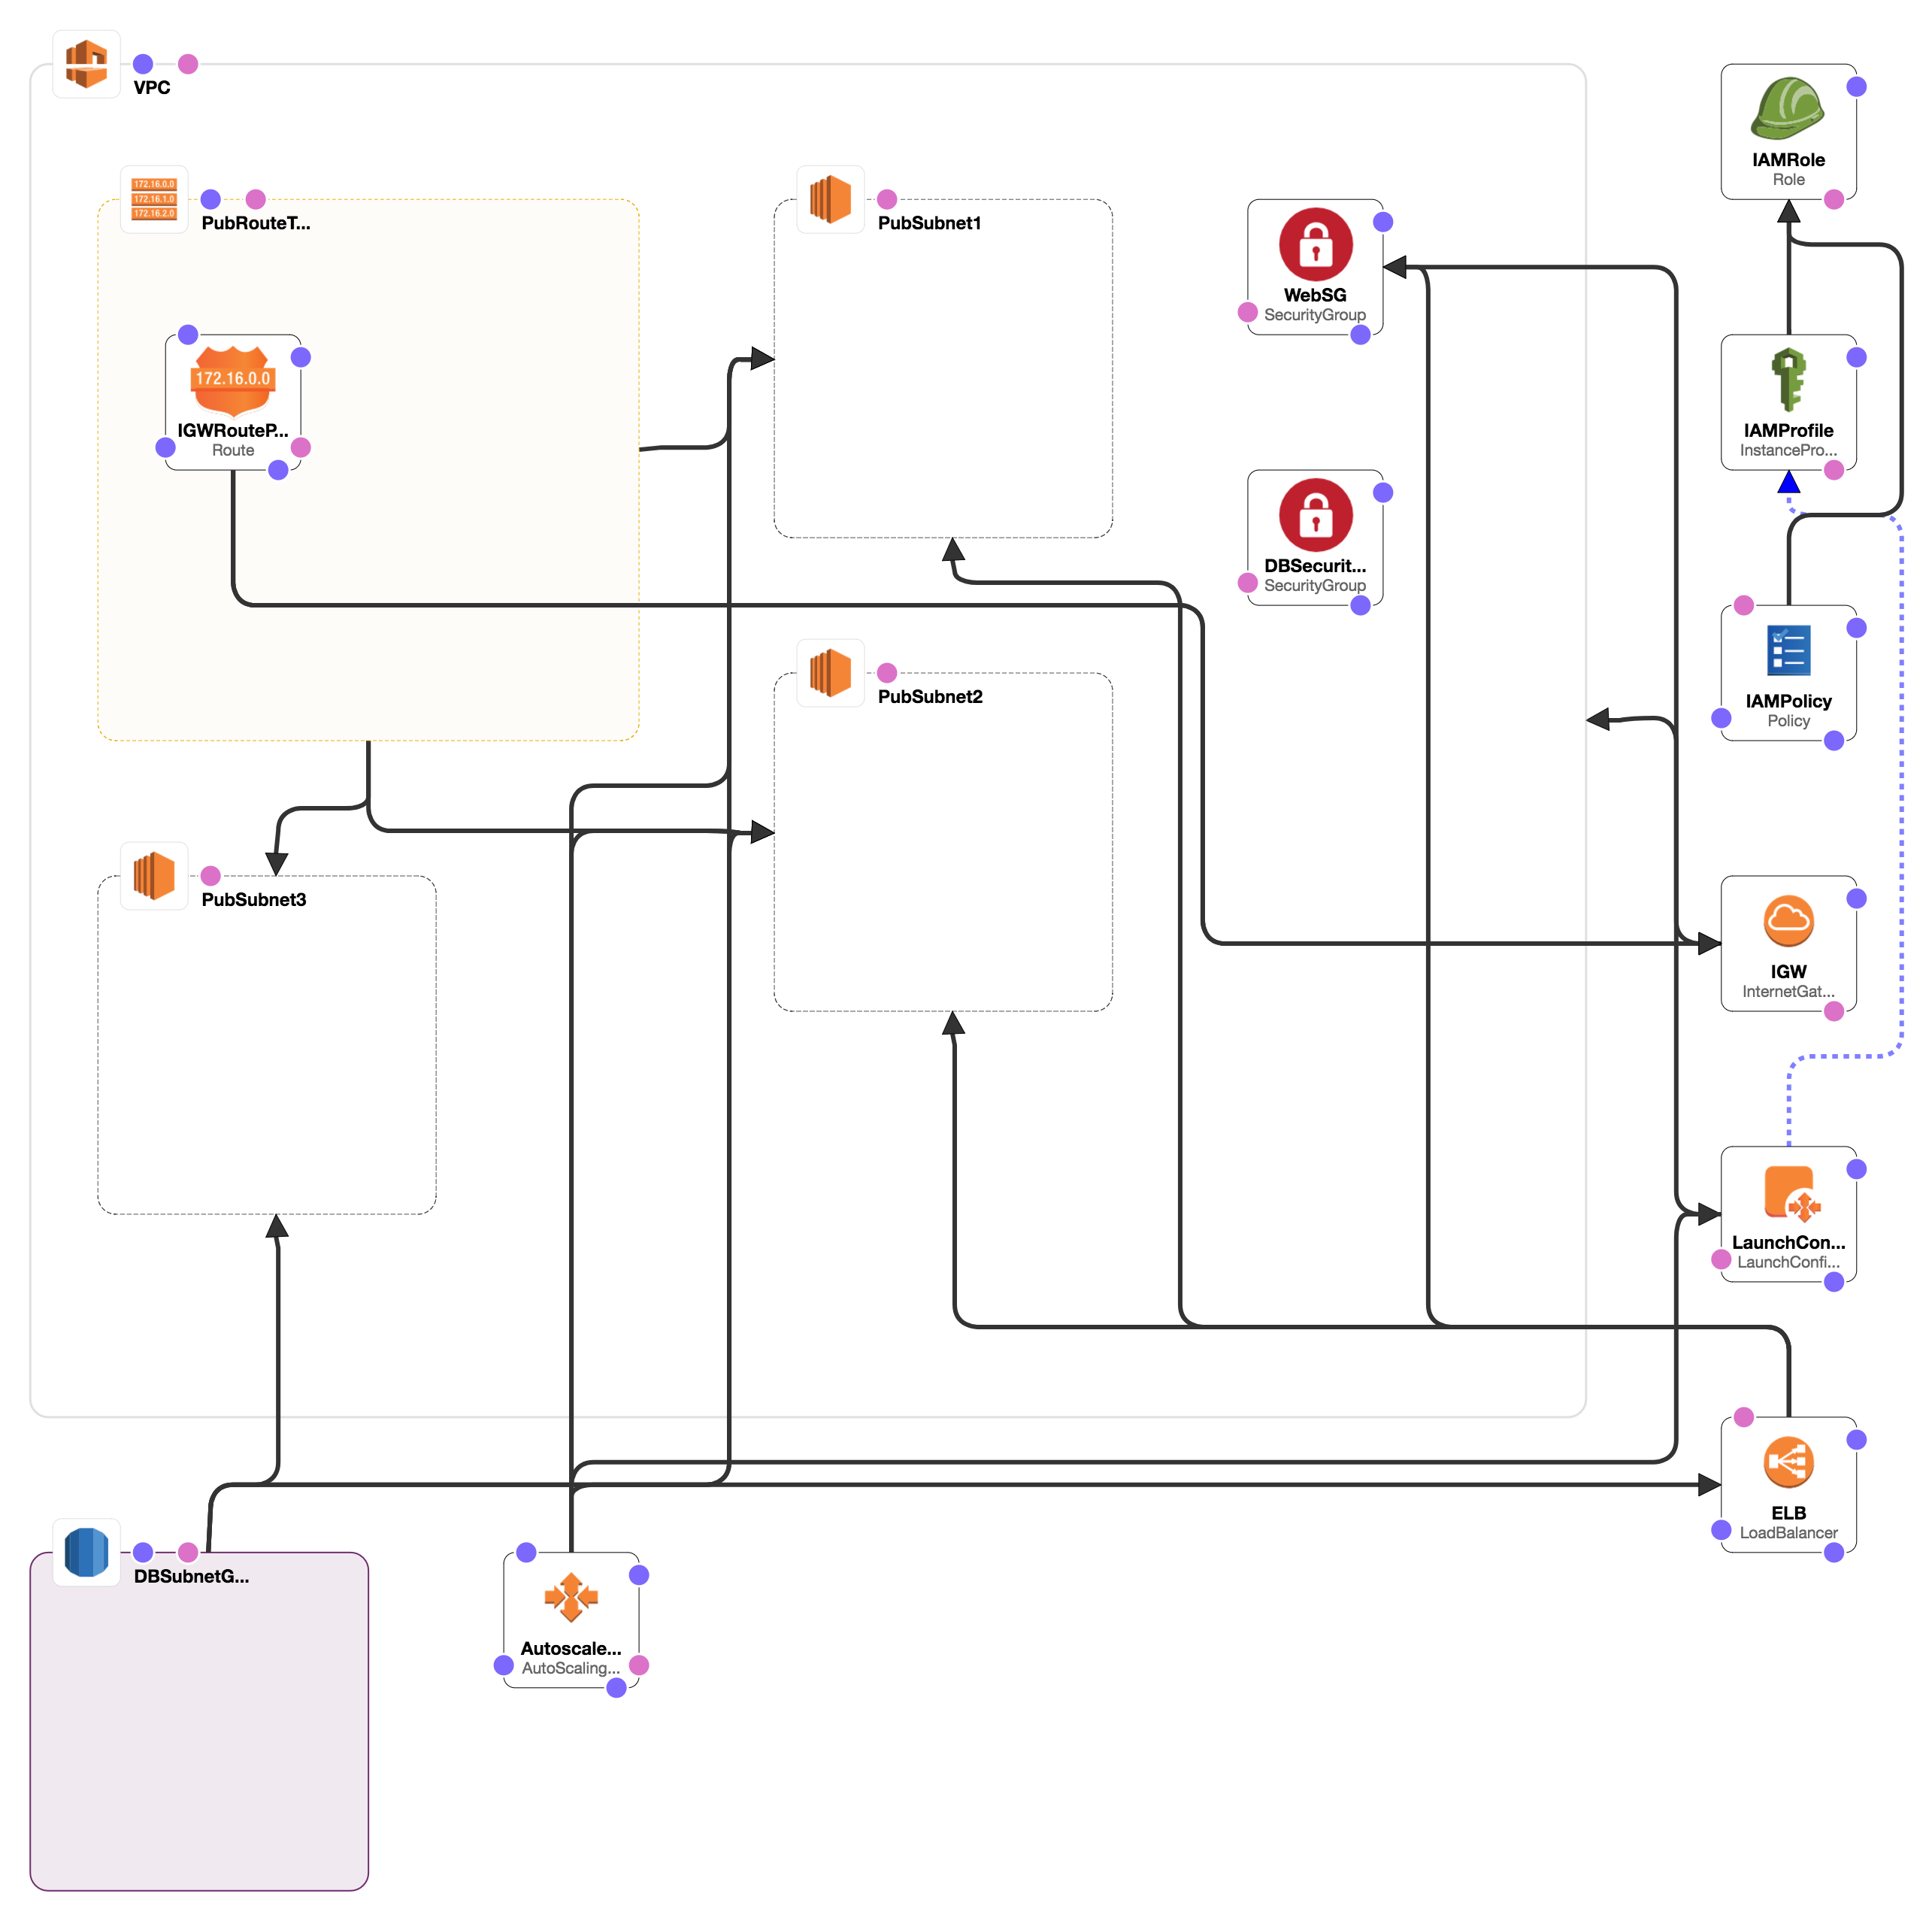 VPC
172.16.0.0
172.16.1.0
172.16.2.0
PubRouteT...
172.16.0.0
IGWRouteP...
Route
PubSubnet1
PubSubnet2
PubSubnet3
WebSG
SecurityGroup
DBSecurit...
SecurityGroup
IAMRole
Role
IAMProfile
InstancePro...
IAMPolicy
Policy
IGW
InternetGat...
LaunchCon...
LaunchConfi...
ELB
LoadBalancer
DBSubnetG...
Autoscale...
AutoScaling...